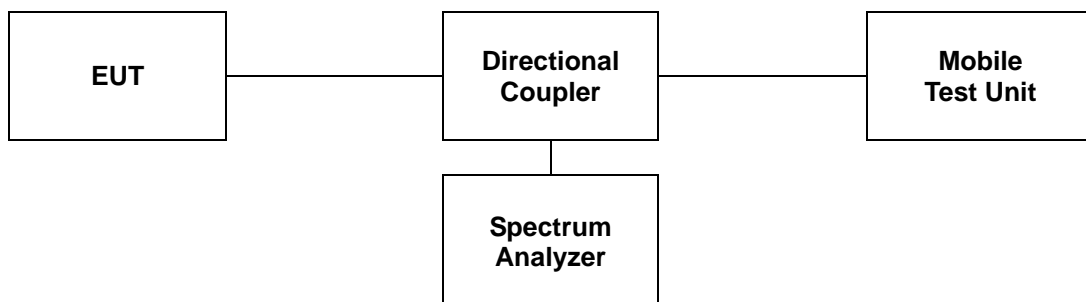 EUT
Directional
Coupler
Mobile
Test Unit
Spectrum
Analyzer